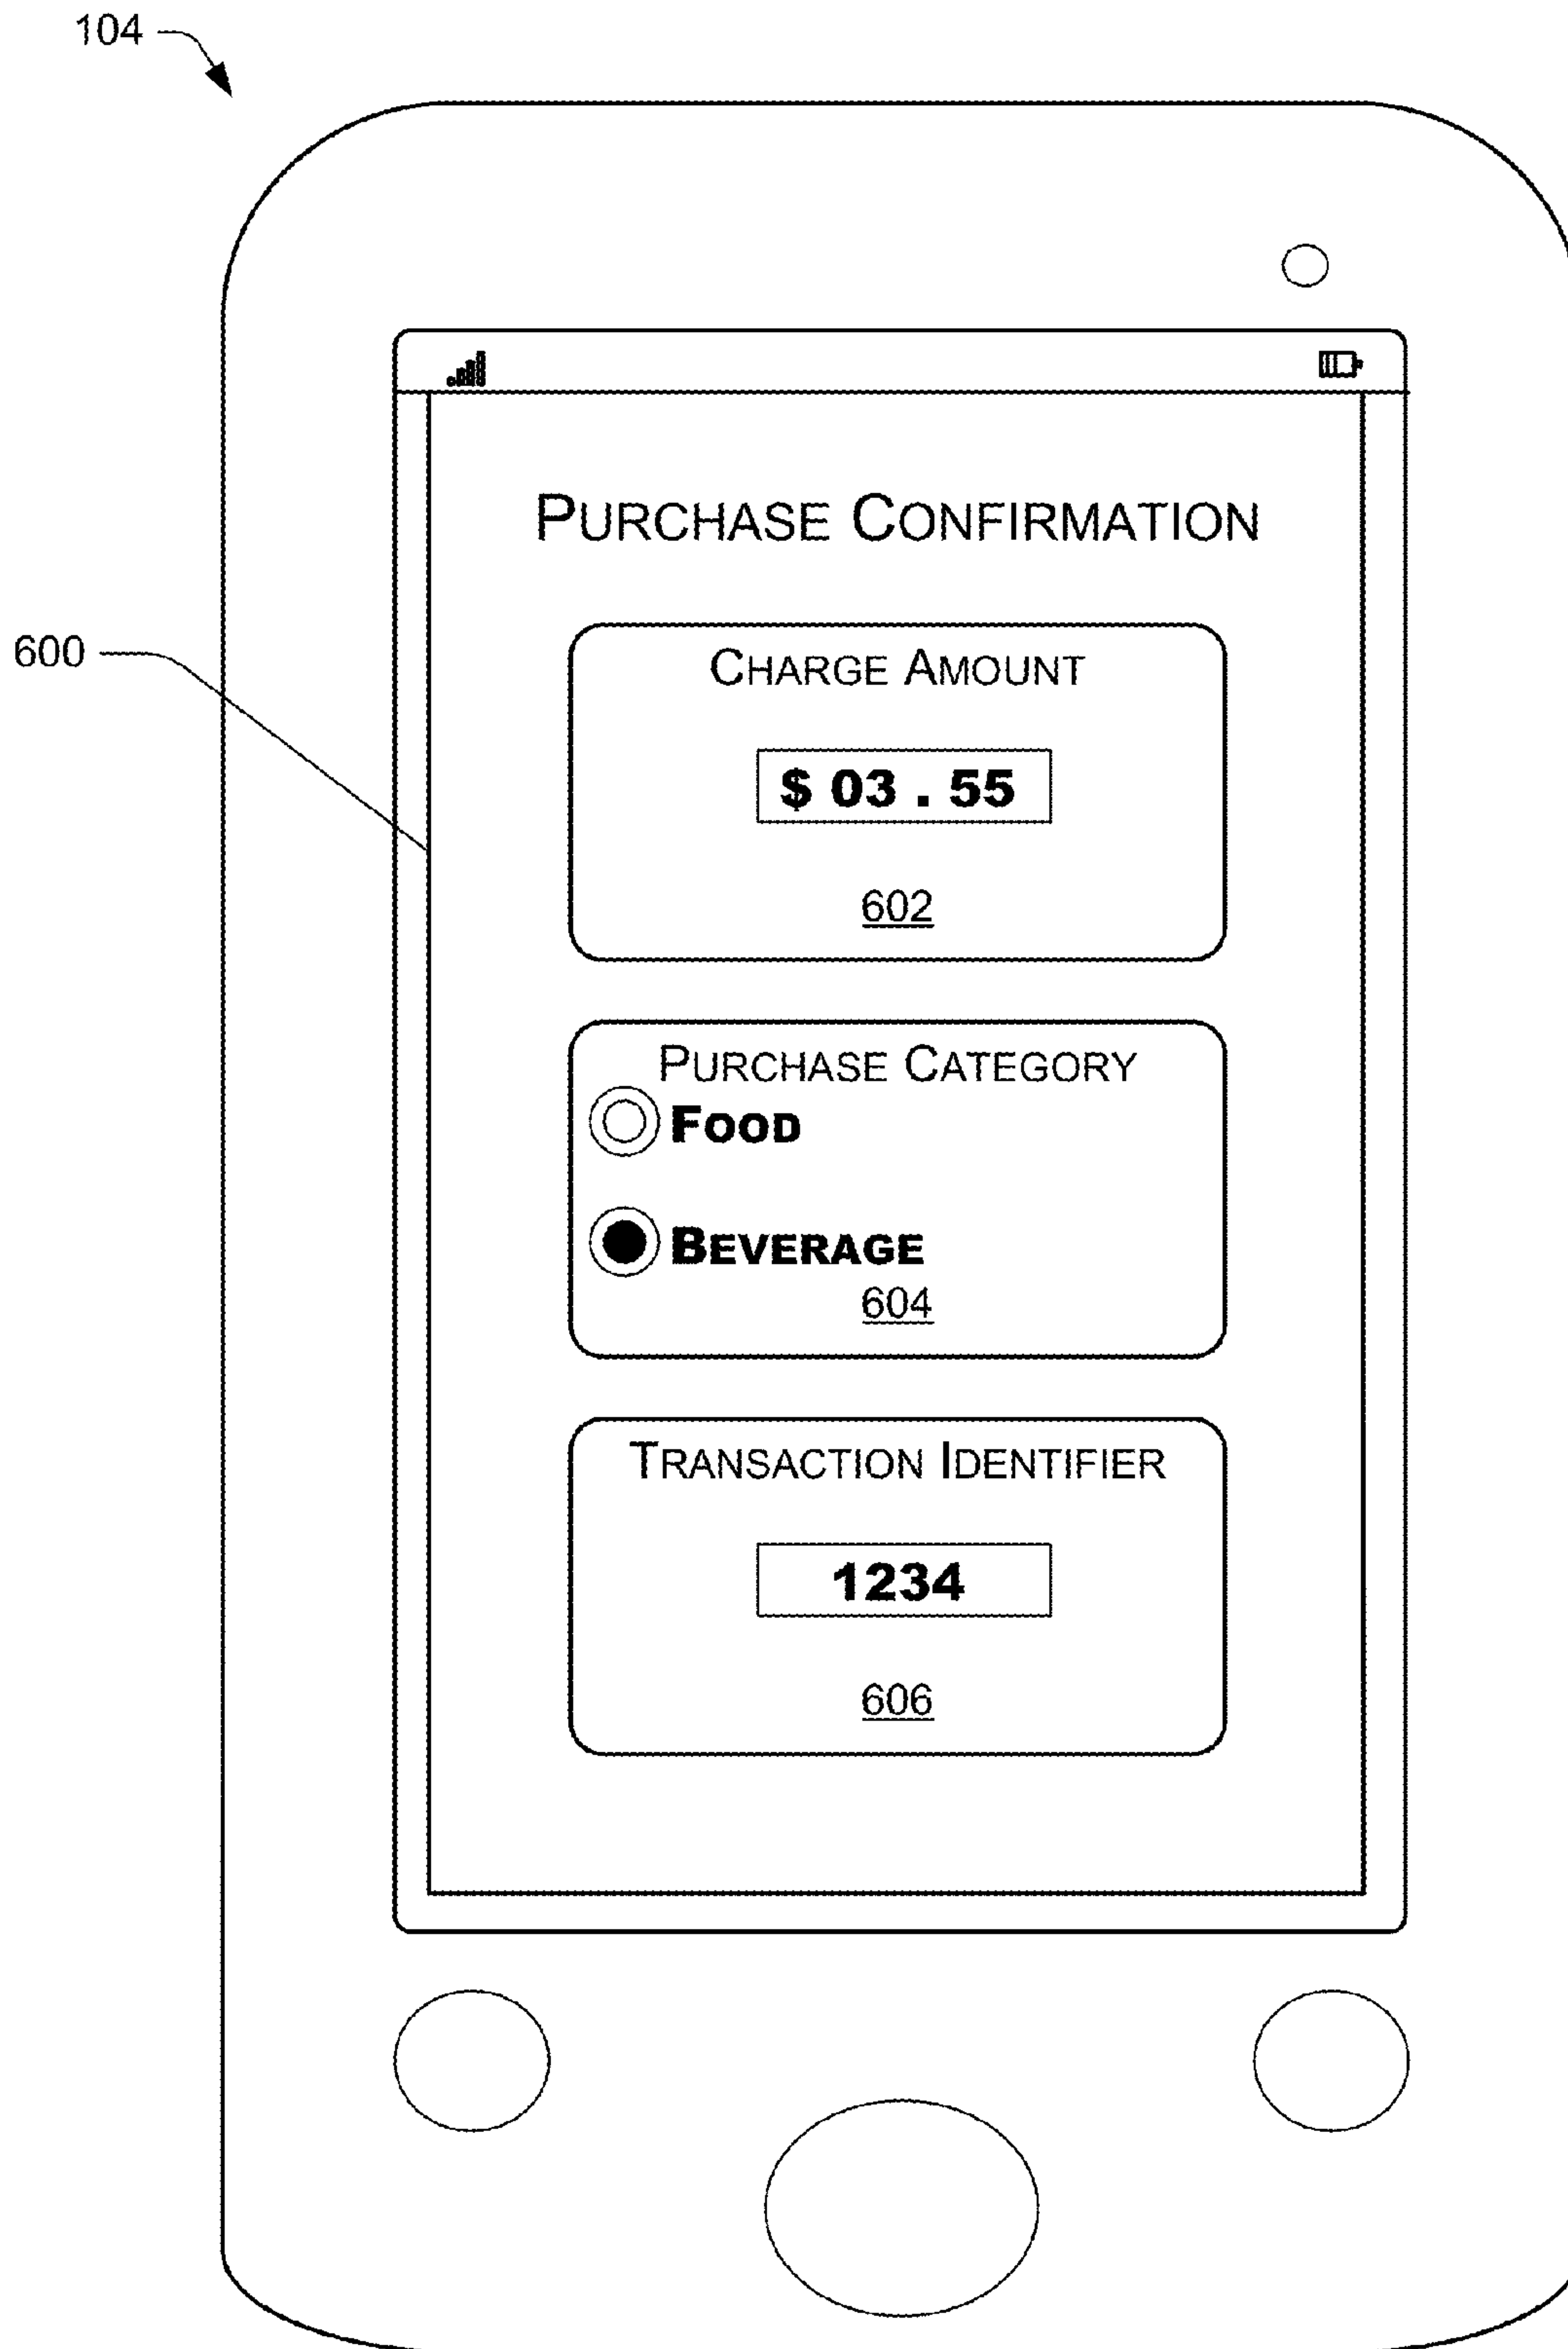 104
PURCHASE CONFIRMATION
600
CHARGE AMOUNT
$ 03 . 55
602
PURCHASE CATEGORY
FOOD
BEVERAGE
604
TRANSACTION IDENTIFIER
1234
606